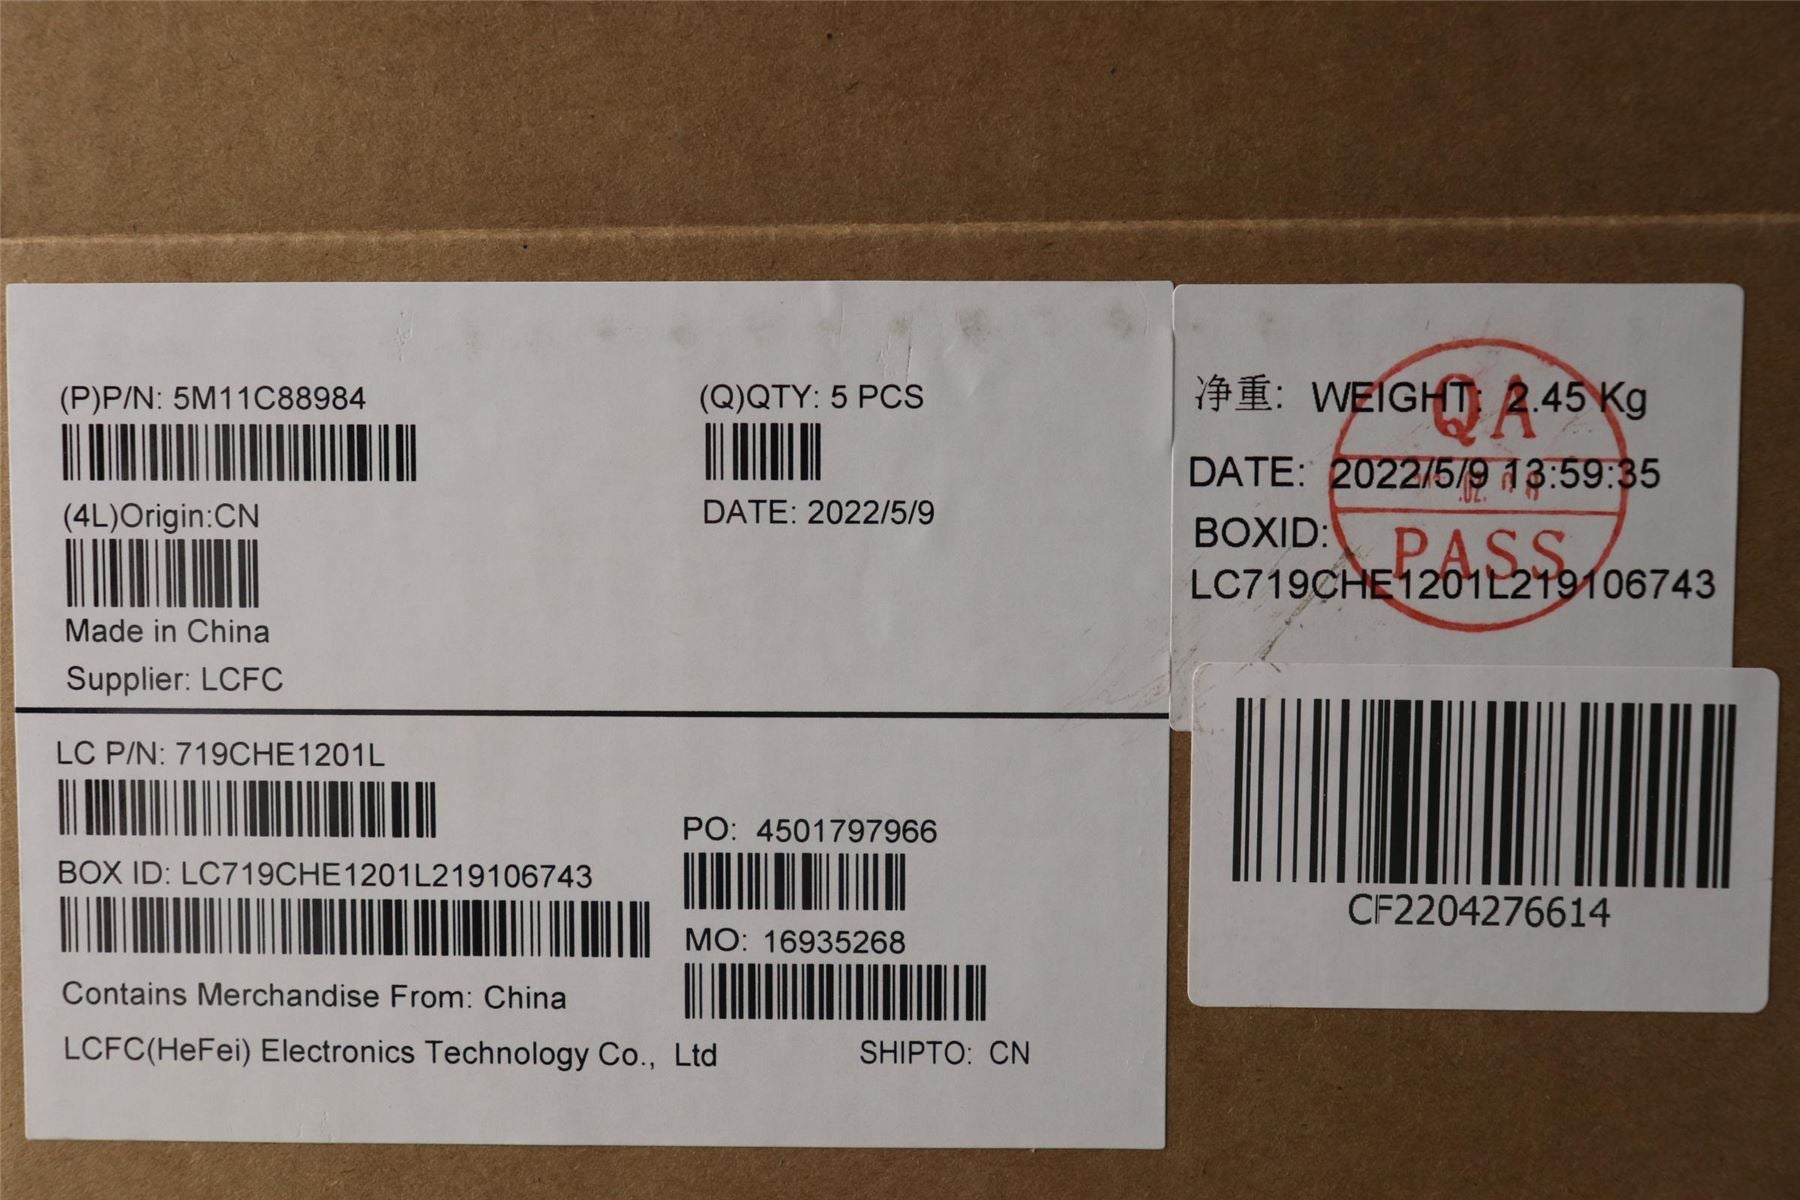 (P)P/N: 5M11C88984
(Q)QTY: 5 PCS
(4L)Origin:CN
DATE: 2022/5/9
Made in China
Supplier: LCFC
LC P/N: 719CHE1201L
PO: 4501797966
BOX ID: LC719CHE1201L219106743
MO: 16935268
Contains Merchandise From: China
LCFC(HeFei) Electronics Technology Co., Ltd
SHIPTO: CN
净重: WEIGHT: 2.45 Kg
DATE: 2022/5/9 13:59:35
BOXID:
LC719CHE1201L219106743
QA
PASS
CF2204276614